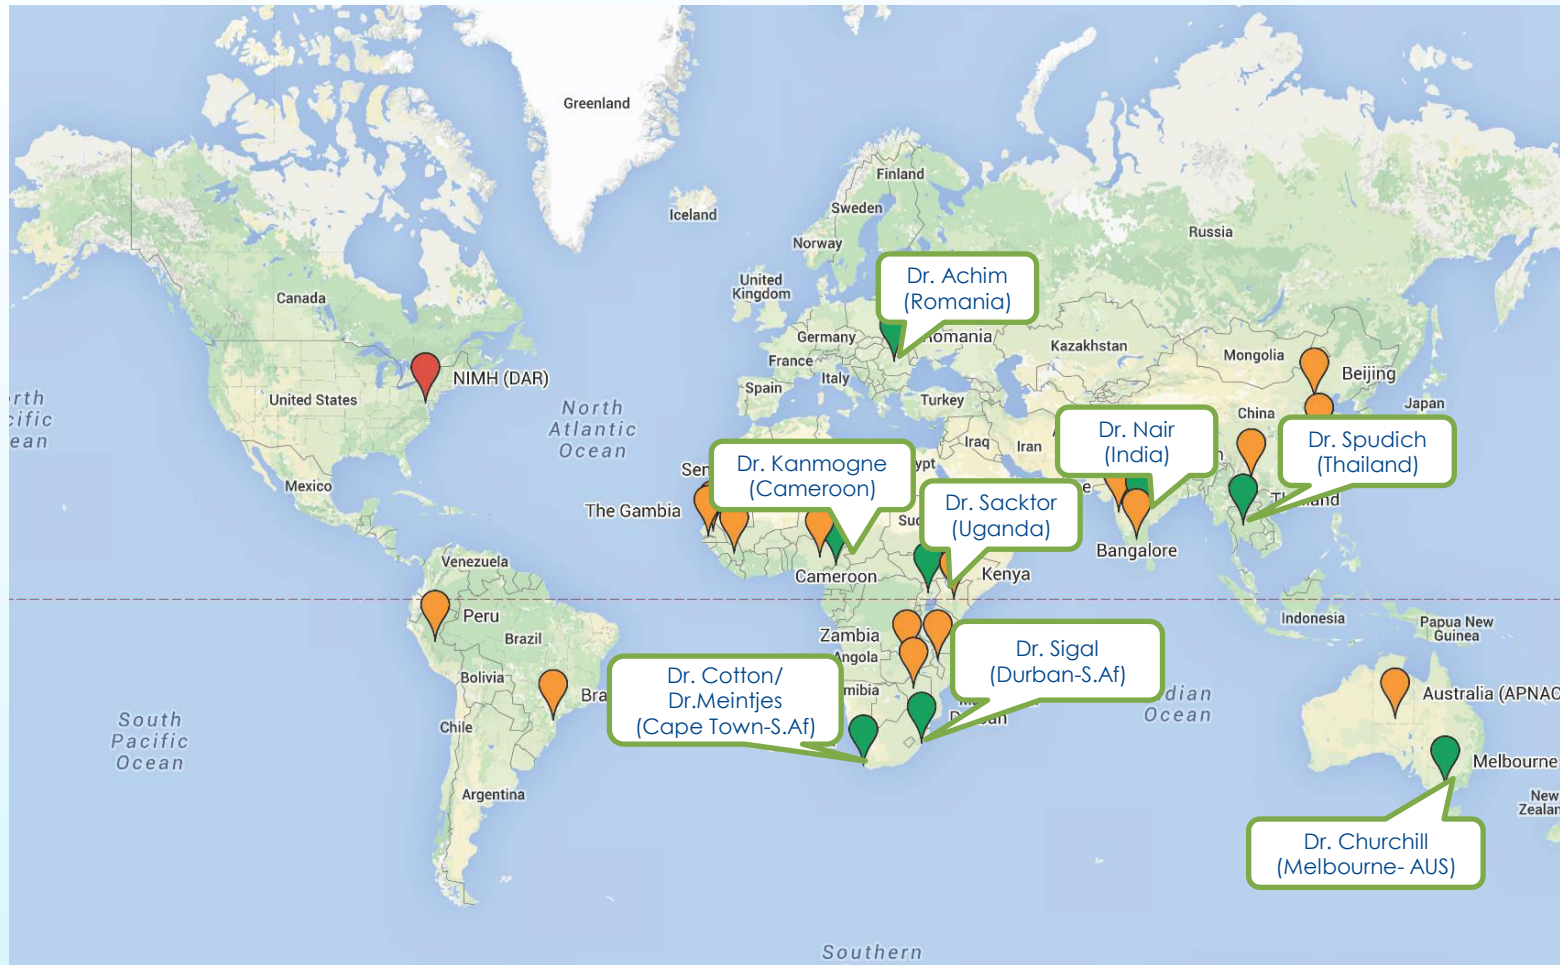 Greenland
Finland
Iceland
Sweden
Russia
Norway
Dr. Achim
(Romania)
United
Kingdom
Canada
Germany
omania
Kazakhstan
Mongolia
France
Beijing
NIMH (DAR)
Italy
Spain
United States
Turkey
Japan
North
Atlantic
Ocean
China
Iraq
Iran
Dr. Nair
(India)
Dr. Spudich
(Thailand)
Dr. Kanmogne
(Cameroon)
Mexico
The Gambia
Dr. Sacktor
(Uganda)
Bangalore
Venezuela
Cameroon
Kenya
Peru
Indonesia
Papua New
Guinea
Brazil
Zambia
Angola
Dr. Sigal
(Durban-S.Af)
Bolivia
Dr. Cotton/
Dr.Meintjes
(Cape Town-S.Af)
Bra
Australia (APNAC
Ocean
South
Pacific
Ocean
Chile
Melbourne
Argentina
New
Zealan
Dr. Churchill
(Melbourne- AUS)
Southern